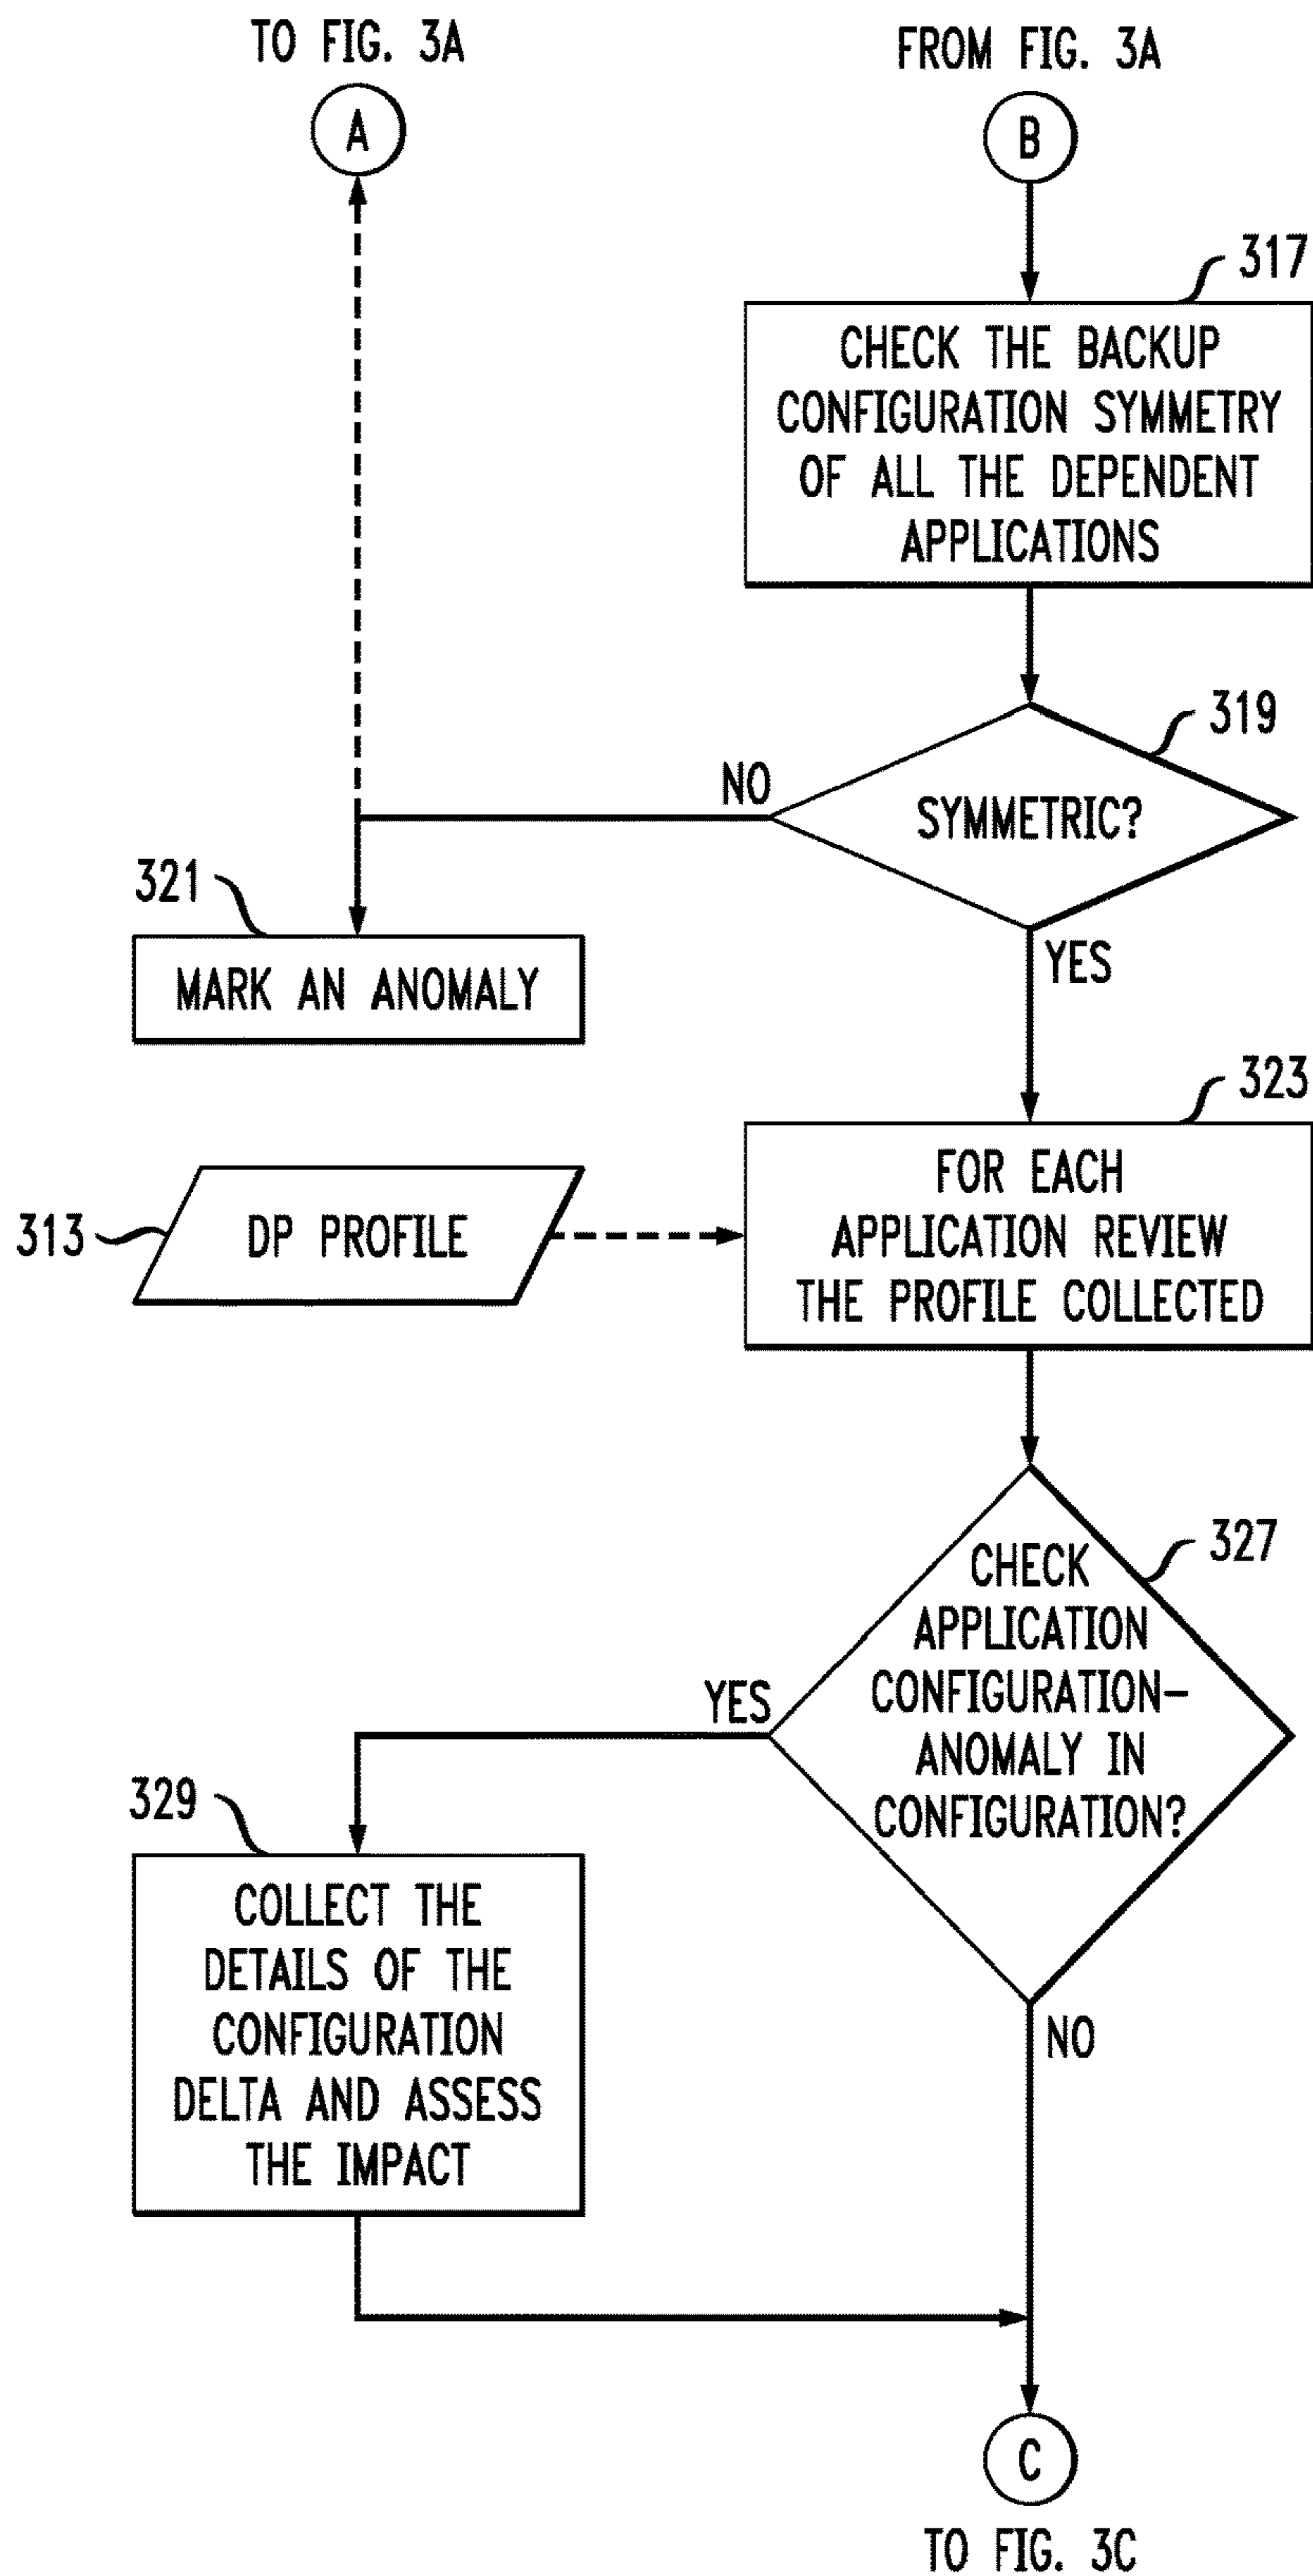 TO FIG. 3A
A
FROM FIG. 3A
B
317
CHECK THE BACKUP
CONFIGURATION SYMMETRY
OF ALL THE DEPENDENT
APPLICATIONS
319
SYMMETRIC?
NO
YES
321
MARK AN ANOMALY
323
FOR EACH
APPLICATION REVIEW
THE PROFILE COLLECTED
313
DP PROFILE
327
CHECK
APPLICATION
CONFIGURATION-
ANOMALY IN
CONFIGURATION?
YES
NO
329
COLLECT THE
DETAILS OF THE
CONFIGURATION
DELTA AND ASSESS
THE IMPACT
C
TO FIG. 3C